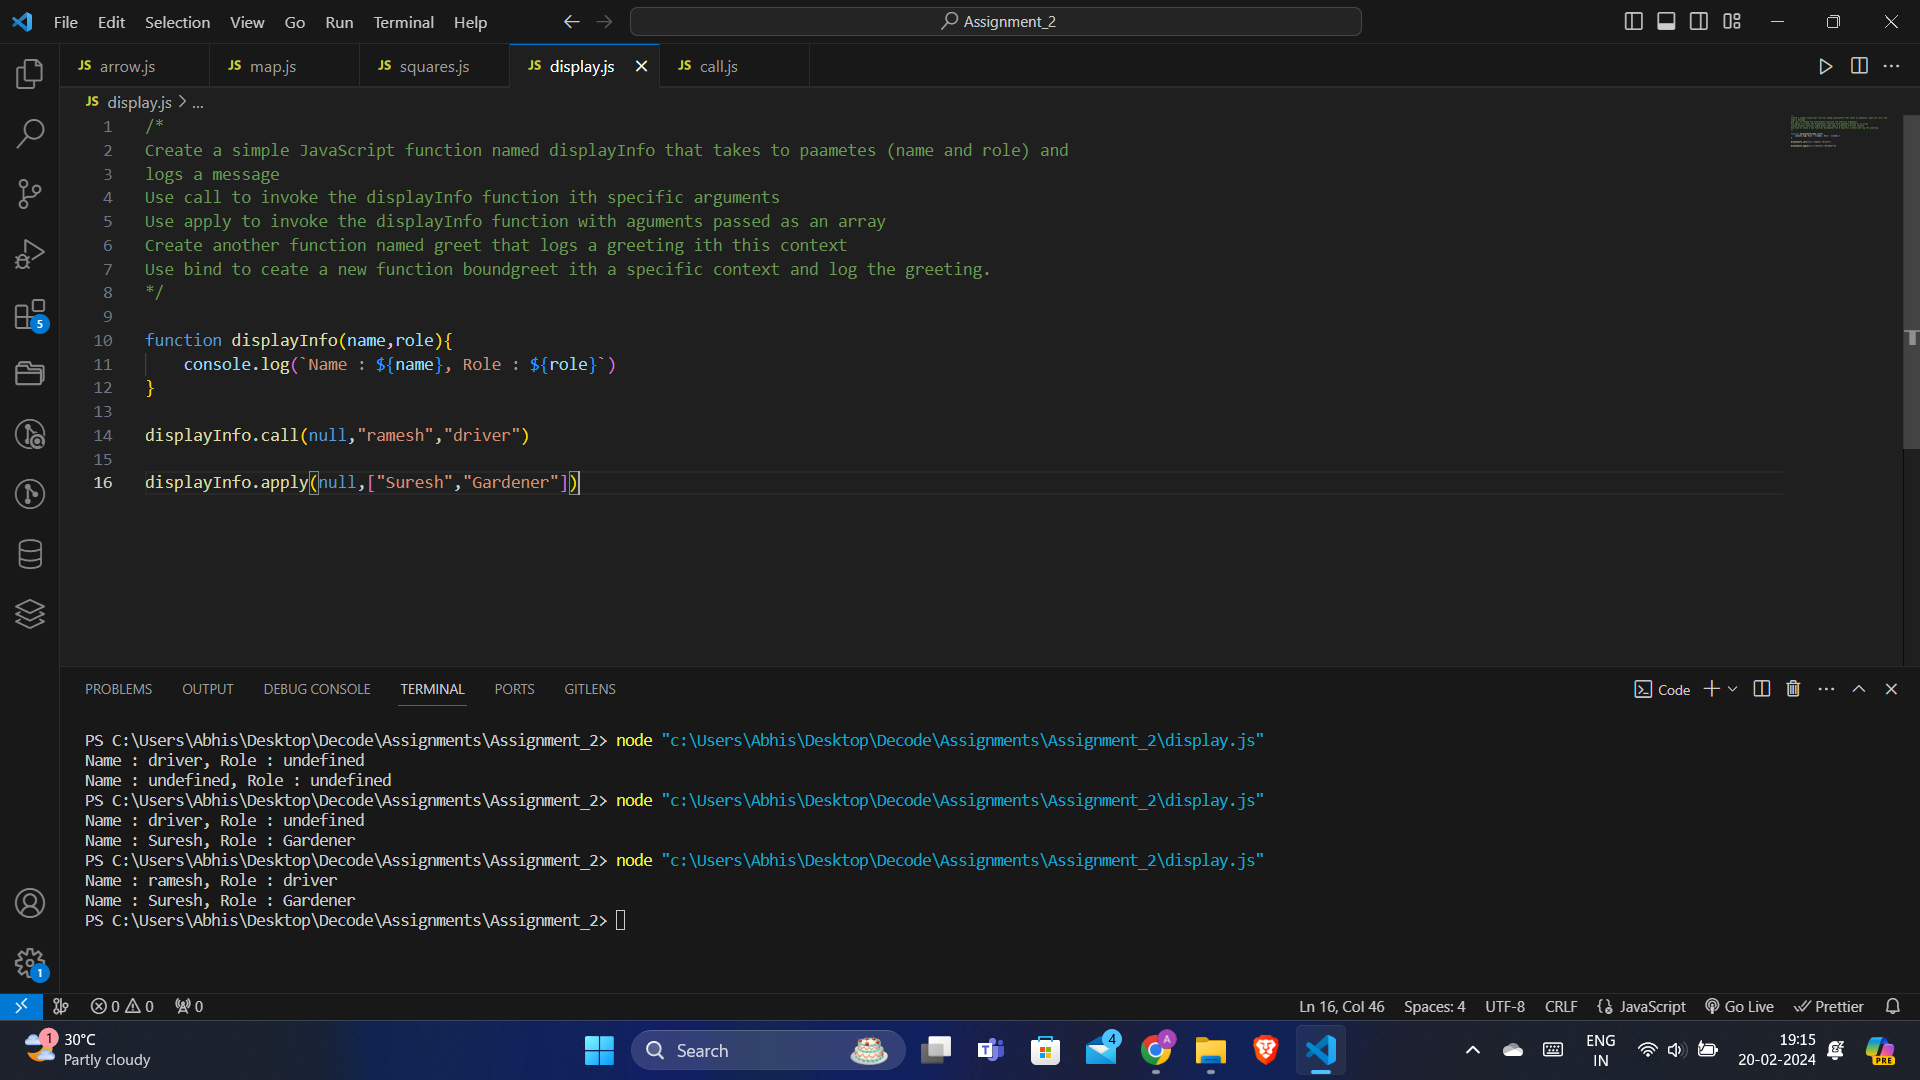 File Edit Selection View Go Run Terminal Help
Assignment_2
JS arrow.js JS map.js JS squares.js JS display.js JS call.js
JS display.js > ...
1 /*
2 Create a simple JavaScript function named displayInfo that takes to paametes (name and role) and
3 logs a message
4 Use call to invoke the displayInfo function ith specific arguments
5 Use apply to invoke the displayInfo function with aguments passed as an array
6 Create another function named greet that logs a greeting ith this context
7 Use bind to ceate a new function boundgreet ith a specific context and log the greeting.
8 */
9
10 function displayInfo(name,role){
11 console.log(`Name : ${name}, Role : ${role}`)
12 }
13
14 displayInfo.call(null,"ramesh","driver")
15
16 displayInfo.apply(null,["Suresh","Gardener"])
5
PROBLEMS OUTPUT DEBUG CONSOLE TERMINAL PORTS GITLENS
Code
PS C:\Users\Abhis\Desktop\Decode\Assignments\Assignment_2> node "c:\Users\Abhis\Desktop\Decode\Assignments\Assignment_2\display.js"
Name : driver, Role : undefined
Name : undefined, Role : undefined
PS C:\Users\Abhis\Desktop\Decode\Assignments\Assignment_2> node "c:\Users\Abhis\Desktop\Decode\Assignments\Assignment_2\display.js"
Name : driver, Role : undefined
Name : Suresh, Role : Gardener
PS C:\Users\Abhis\Desktop\Decode\Assignments\Assignment_2> node "c:\Users\Abhis\Desktop\Decode\Assignments\Assignment_2\display.js"
Name : ramesh, Role : driver
Name : Suresh, Role : Gardener
PS C:\Users\Abhis\Desktop\Decode\Assignments\Assignment_2>
1
0 0 0 Ln 16, Col 46 Spaces: 4 UTF-8 CRLF {} JavaScript Go Live Prettier
1 30°C
Partly cloudy
Search
4
A
ENG
IN
19:15
20-02-2024
PRE